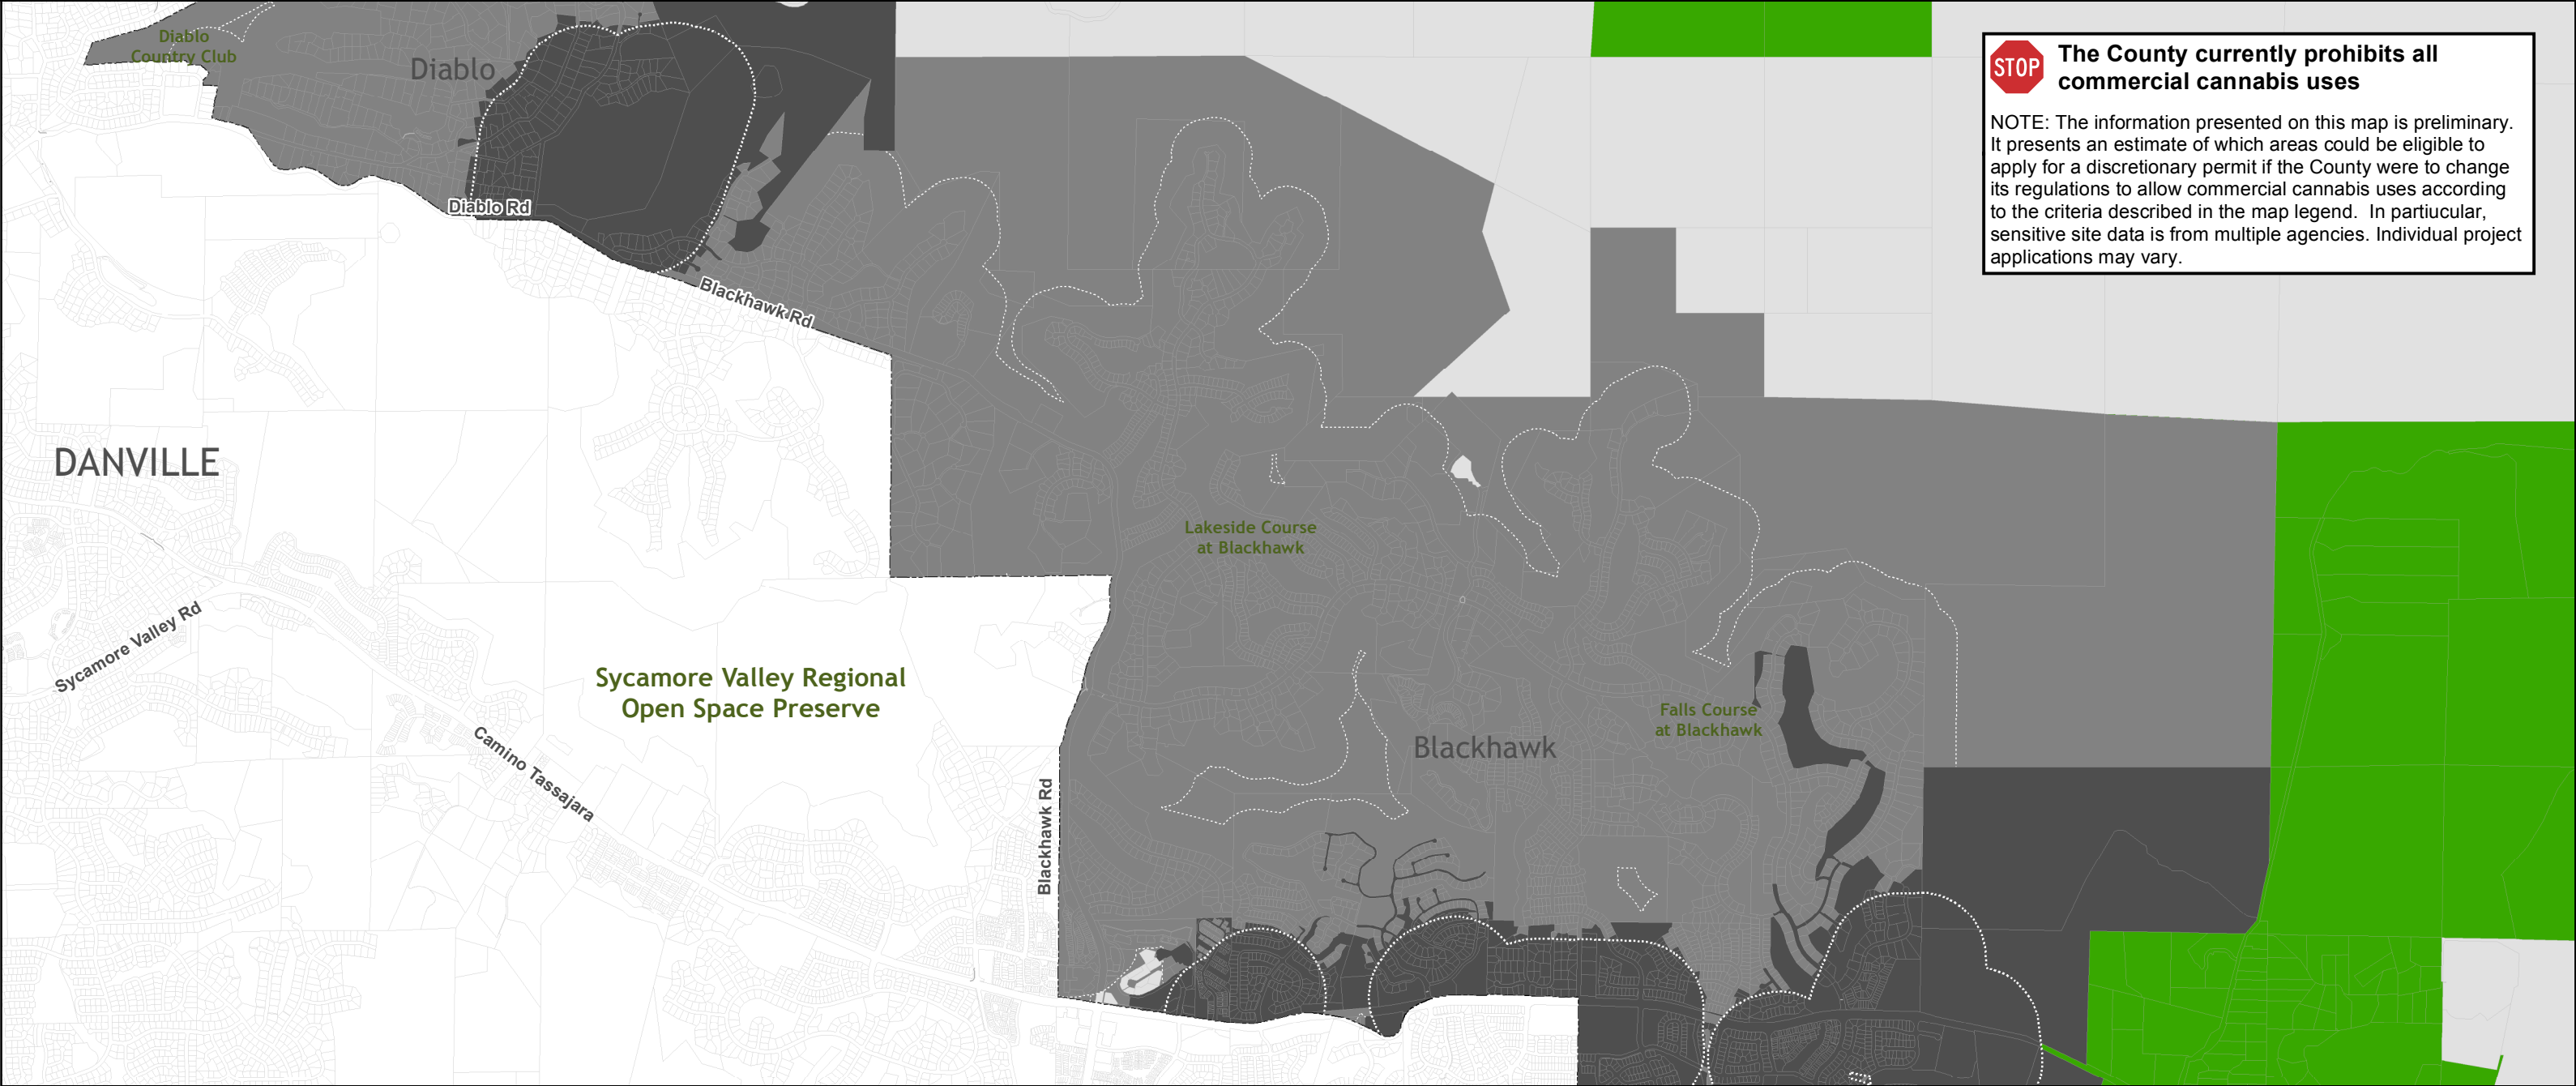 Diablo
Country Club
Diablo
STOP
The County currently prohibits all
commercial cannabis uses
NOTE: The information presented on this map is preliminary.
It presents an estimate of which areas could be eligible to
apply for a discretionary permit if the County were to change
its regulations to allow commercial cannabis uses according
to the criteria described in the map legend.  In partiucular,
sensitive site data is from multiple agencies. Individual project
applications may vary.
Diablo Rd
Blackhawk Rd
DANVILLE
Lakeside Course
at Blackhawk
Sycamore Valley Rd
Sycamore Valley Regional
Open Space Preserve
Falls Course
at Blackhawk
Blackhawk
Camino Tassajara
Blackhawk Rd